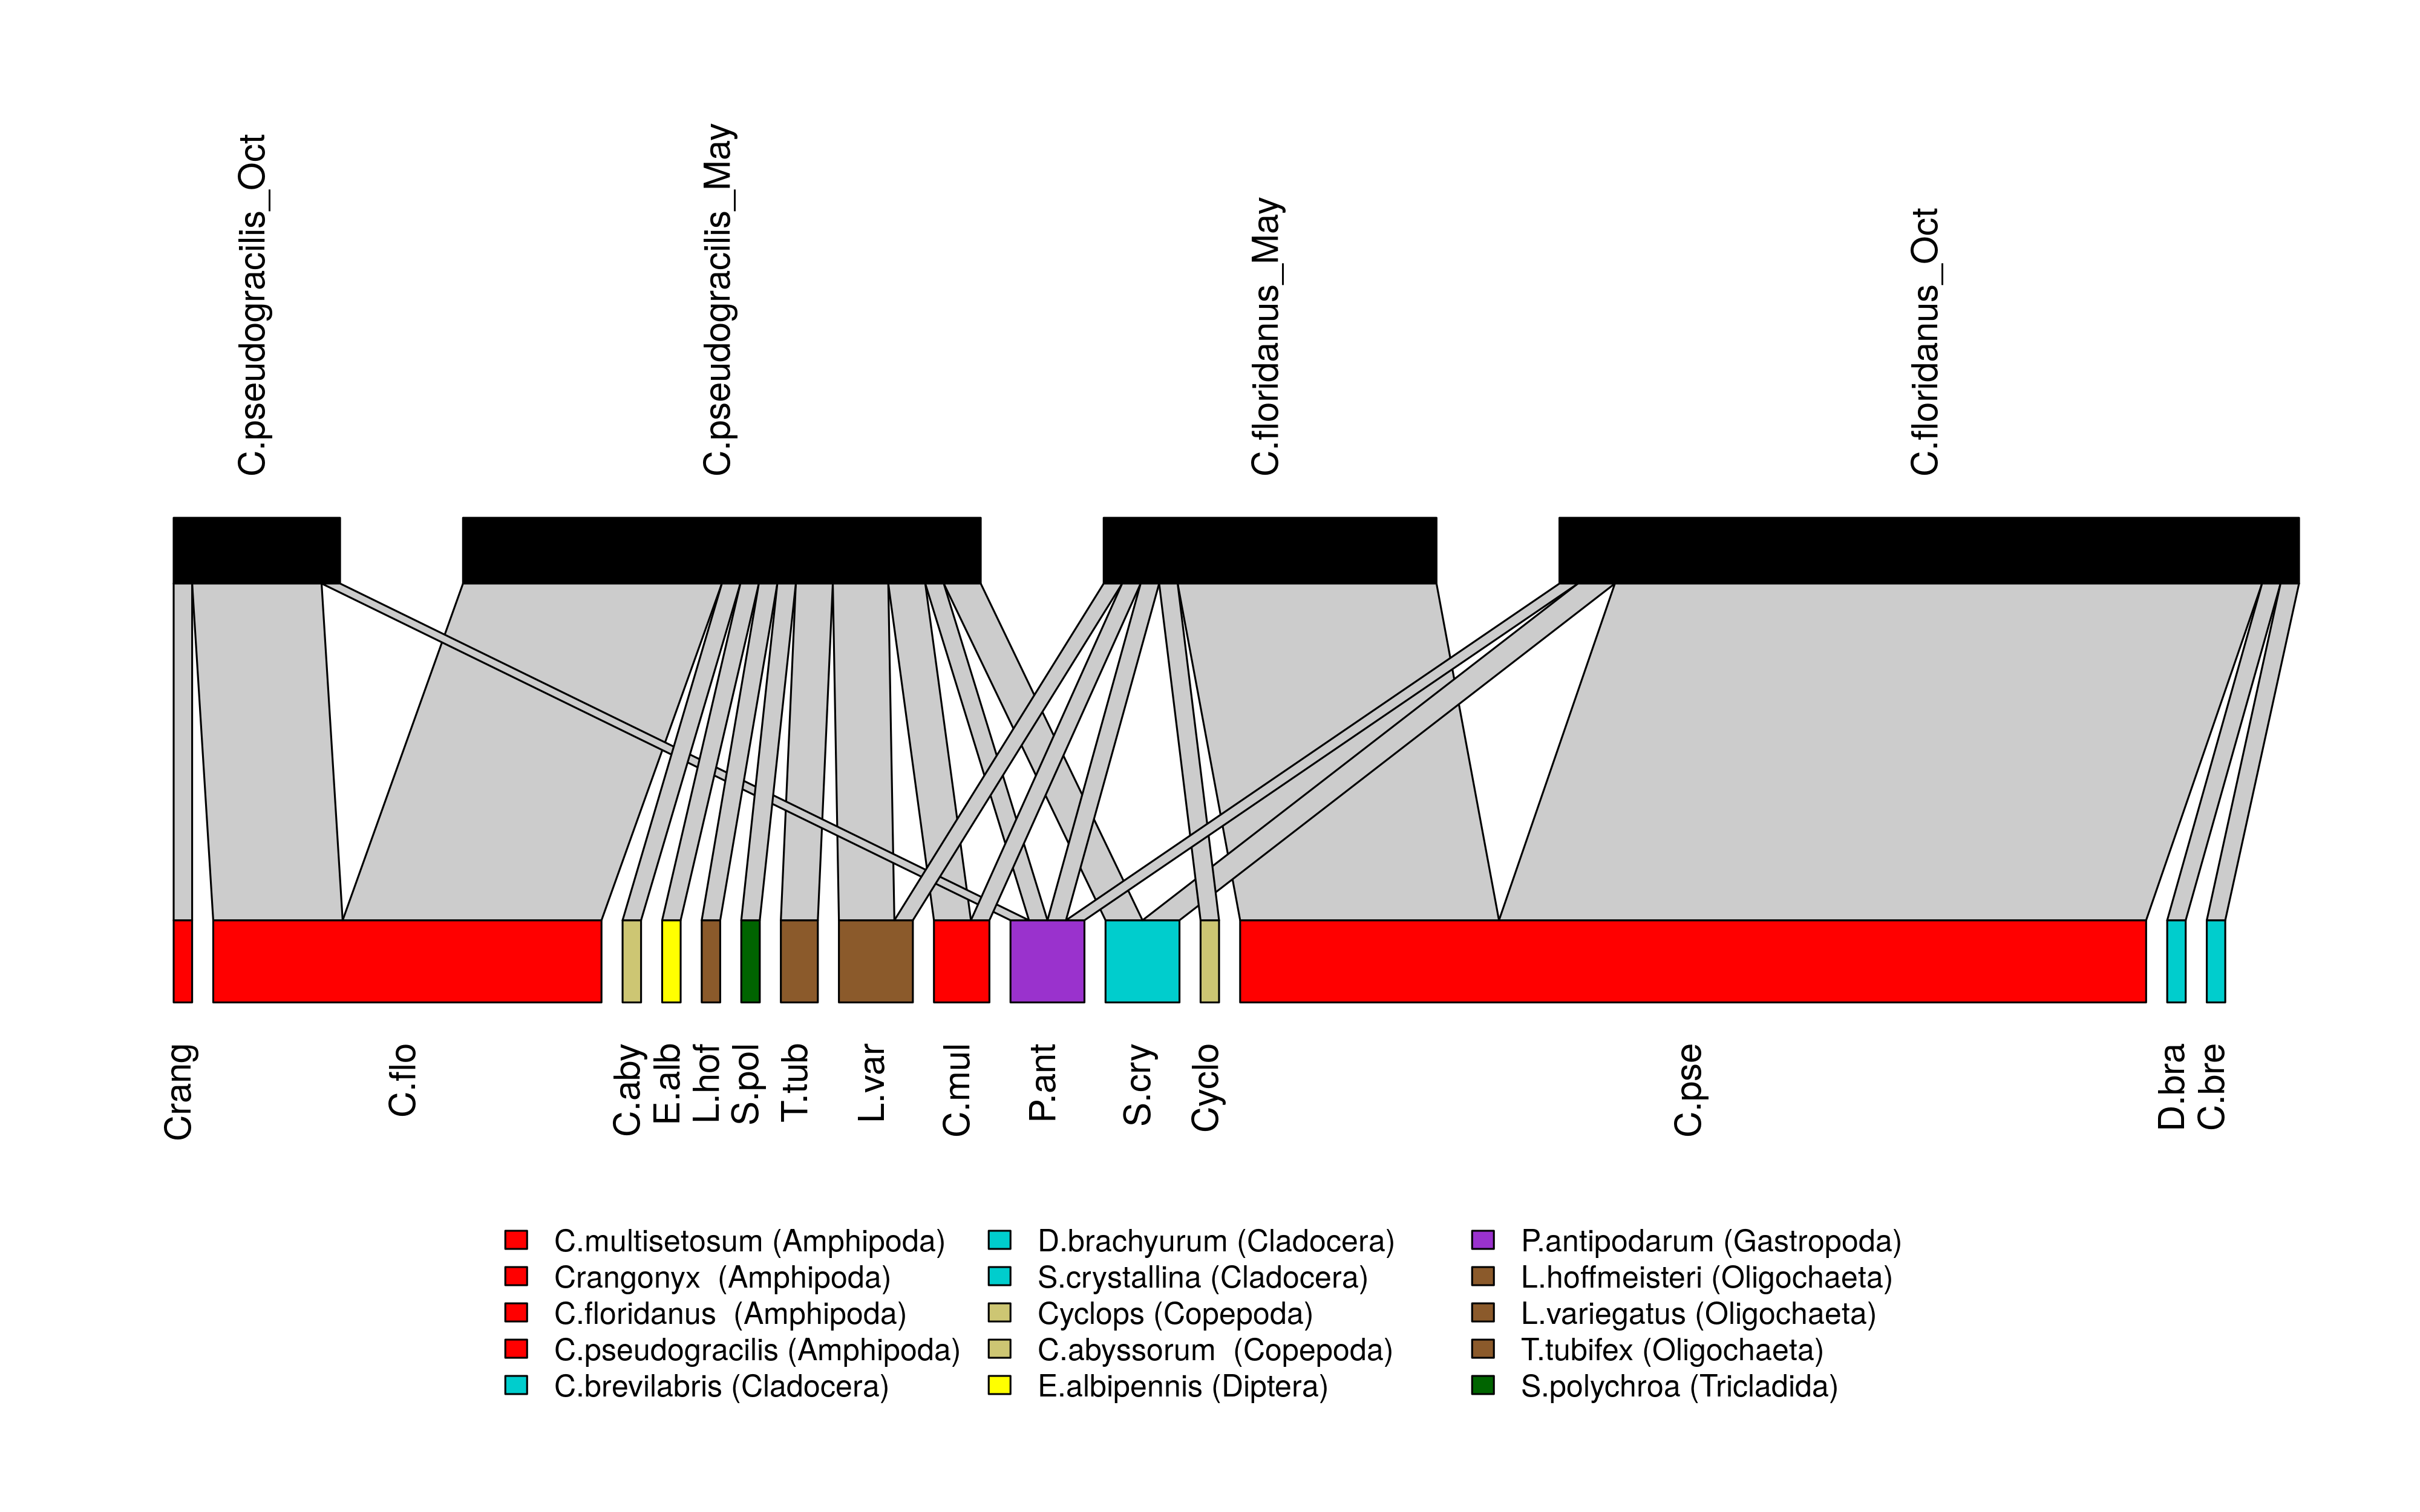 C.pseudogracilis_Oct
C.pseudogracilis_May
C.floridanus_May
C.floridanus_Oct
Crang
C.flo
C.aby
E.alb
L.hof
S.pol
T.tub
L.var
C.mul
P.ant
S.cry
Cyclo
C.pse
D.bra
C.bre
C.multisetosum (Amphipoda)
Crangonyx  (Amphipoda)
C.floridanus  (Amphipoda)
C.pseudogracilis (Amphipoda)
C.brevilabris (Cladocera)
D.brachyurum (Cladocera)
S.crystallina (Cladocera)
Cyclops (Copepoda)
C.abyssorum  (Copepoda)
E.albipennis (Diptera)
P.antipodarum (Gastropoda)
L.hoffmeisteri (Oligochaeta)
L.variegatus (Oligochaeta)
T.tubifex (Oligochaeta)
S.polychroa (Tricladida)